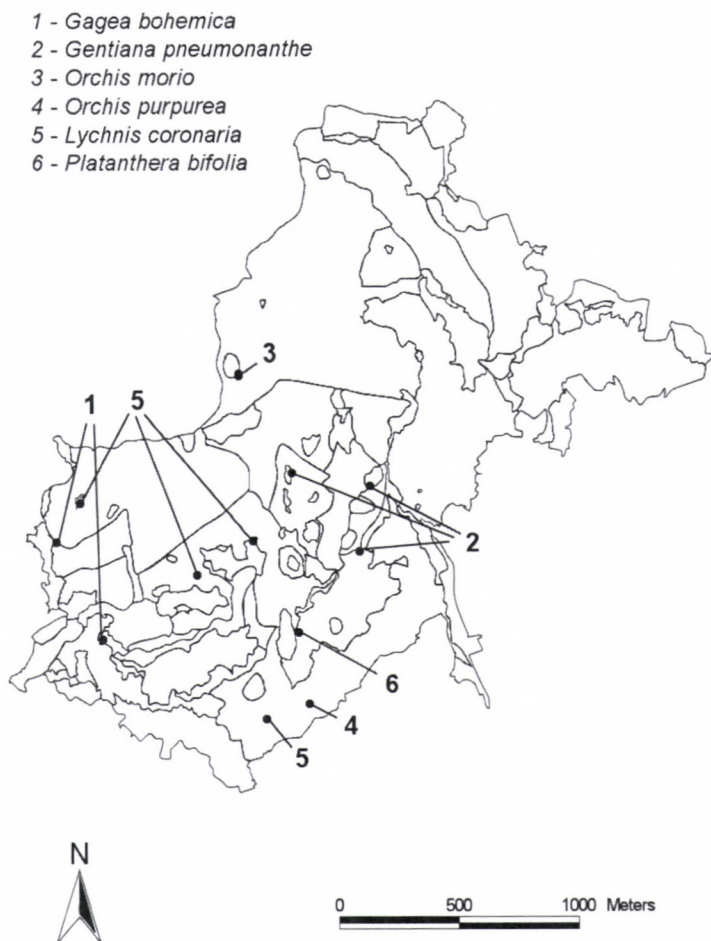 1 - Gagea bohemica
2 - Gentiana pneumonanthe
3 - Orchis morio
4 - Orchis purpurea
5 - Lychnis coronaria
6 - Platanthera bifolia
3
1 5
2
6
4
5
N
0 500 1000 Meters